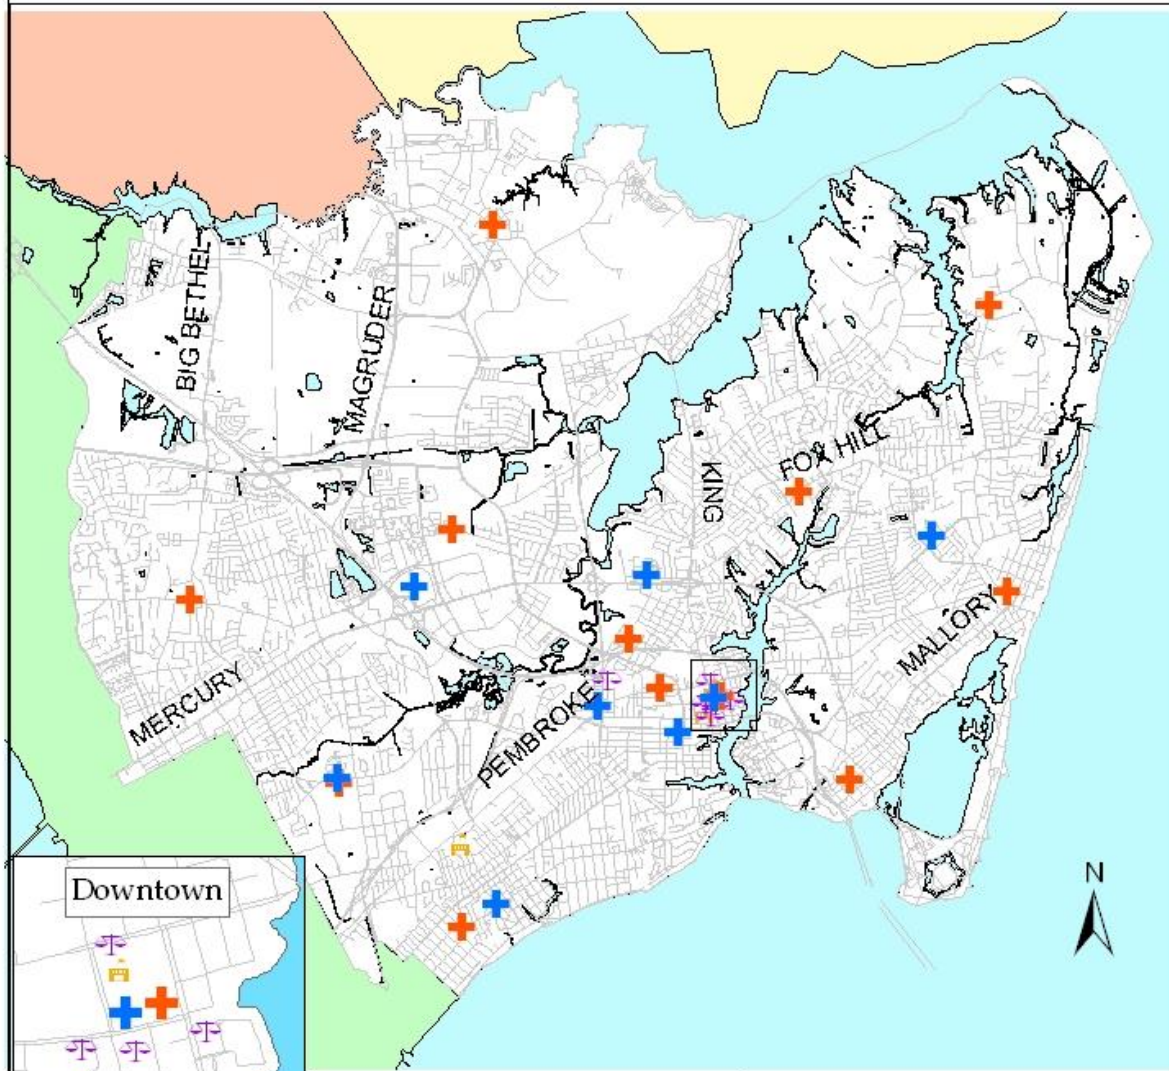 BIG BETHEL
MAGRUDER
KING
FOX HILL
MALLORY
MERCURY
PEMBROKE
Downtown
N